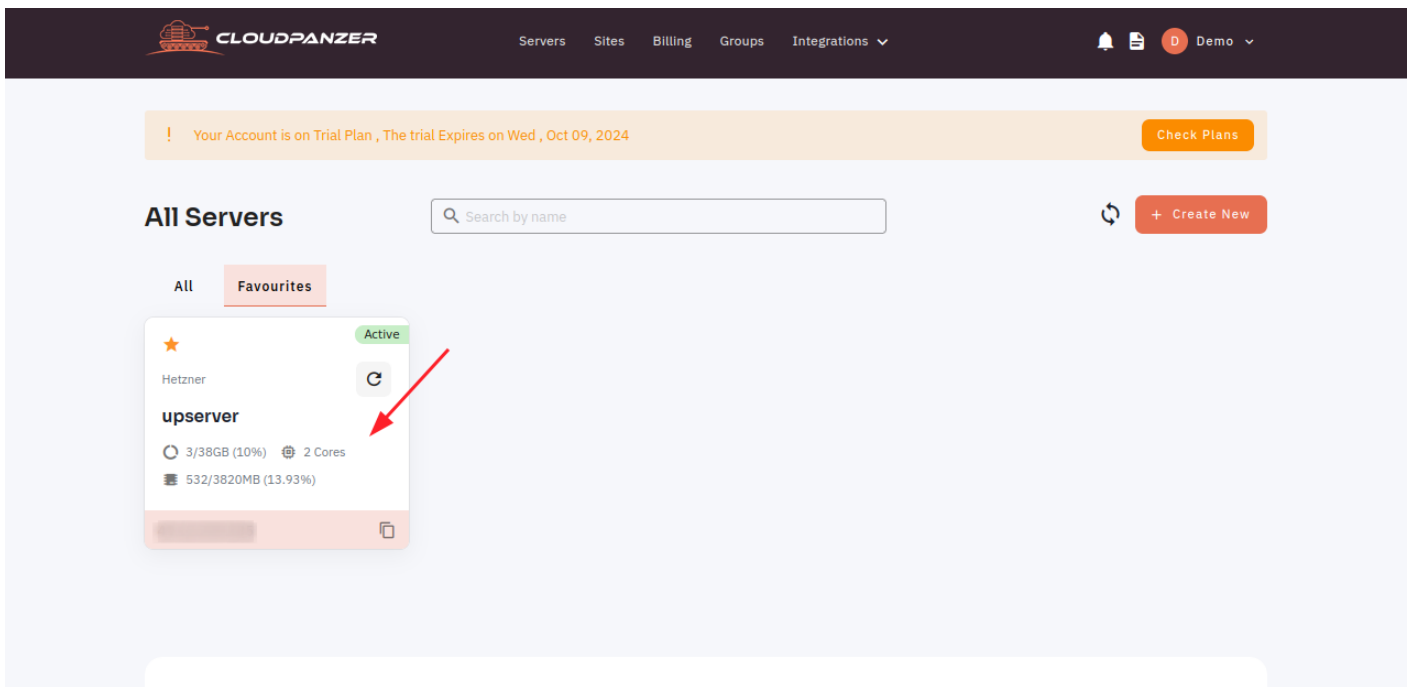 CLOUDPANZER
Servers Sites Billing Groups Integrations
D Demo
! Your Account is on Trial Plan , The trial Expires on Wed , Oct 09, 2024
Check Plans
All Servers
Search by name
+ Create New
All Favourites
Active
Hetzner
upserver
3/38GB (10%) 2 Cores
532/3820MB (13.93%)